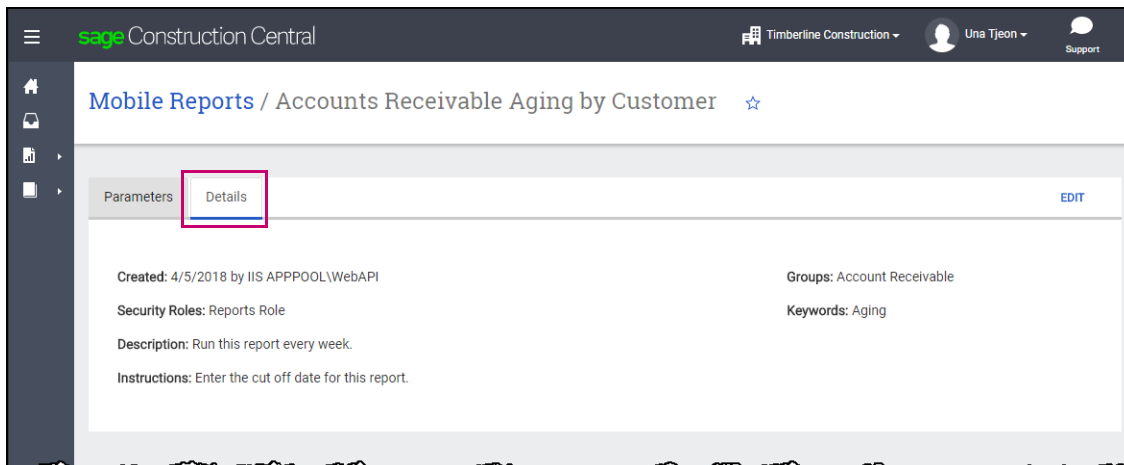 sage Construction Central
Timberline Construction
Una Tjeon
Support
Mobile Reports / Accounts Receivable Aging by Customer
Parameters
Details
EDIT
Created: 4/5/2018 by IIS APPPOOL\WebAPI
Groups: Account Receivable
Security Roles: Reports Role
Keywords: Aging
Description: Run this report every week.
Instructions: Enter the cut off date for this report.